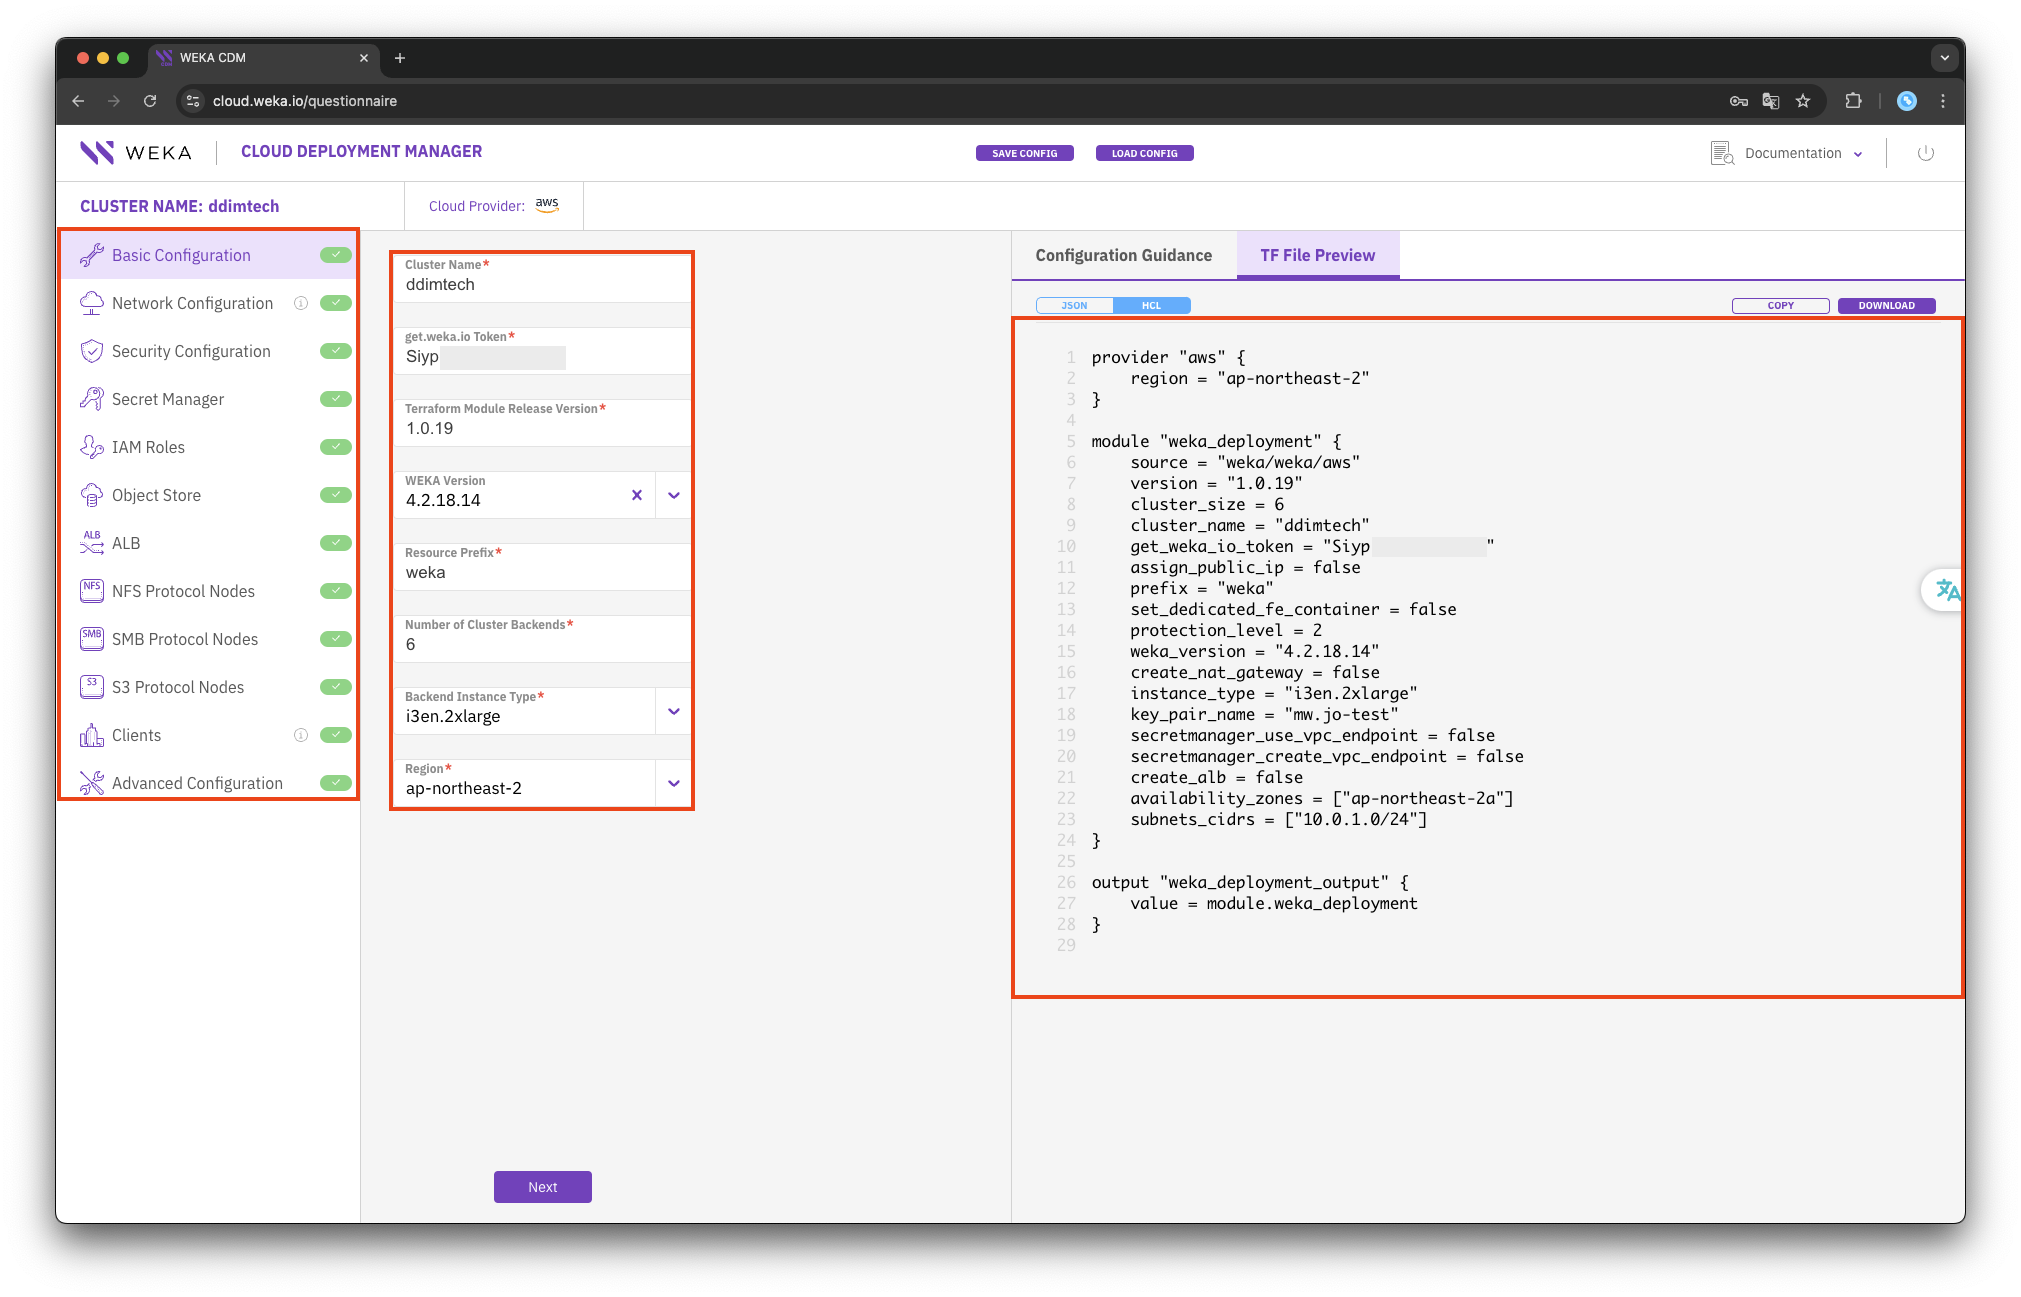 WEKA CDM
cloud.weka.io/questionnaire
WEKA
CLOUD DEPLOYMENT MANAGER
SAVE CONFIG
LOAD CONFIG
Documentation
CLUSTER NAME: ddimtech
Cloud Provider: aws
Basic Configuration
Network Configuration
Security Configuration
Secret Manager
IAM Roles
Object Store
ALB
ALB
NFS
NFS Protocol Nodes
SMB
SMB Protocol Nodes
S3
S3 Protocol Nodes
Clients
Advanced Configuration
Cluster Name*
ddimtech
get.weka.io Token*
Siyp
Terraform Module Release Version*
1.0.19
WEKA Version
4.2.18.14
Resource Prefix*
weka
Number of Cluster Backends*
6
Backend Instance Type*
i3en.2xlarge
Region*
ap-northeast-2
Next
Configuration Guidance
TF File Preview
JSON
HCL
COPY
DOWNLOAD
1 provider "aws" {
2 region = "ap-northeast-2"
3 }
4
5 module "weka_deployment" {
6 source = "weka/weka/aws"
7 version = "1.0.19"
8 cluster_size = 6
9 cluster_name = "ddimtech"
10 get_weka_io_token = "Siyp "
11 assign_public_ip = false
12 prefix = "weka"
13 set_dedicated_fe_container = false
14 protection_level = 2
15 weka_version = "4.2.18.14"
16 create_nat_gateway = false
17 instance_type = "i3en.2xlarge"
18 key_pair_name = "mw.jo-test"
19 secretmanager_use_vpc_endpoint = false
20 secretmanager_create_vpc_endpoint = false
21 create_alb = false
22 availability_zones = ["ap-northeast-2a"]
23 subnets_cidrs = ["10.0.1.0/24"]
24 }
25
26 output "weka_deployment_output" {
27 value = module.weka_deployment
28 }
29